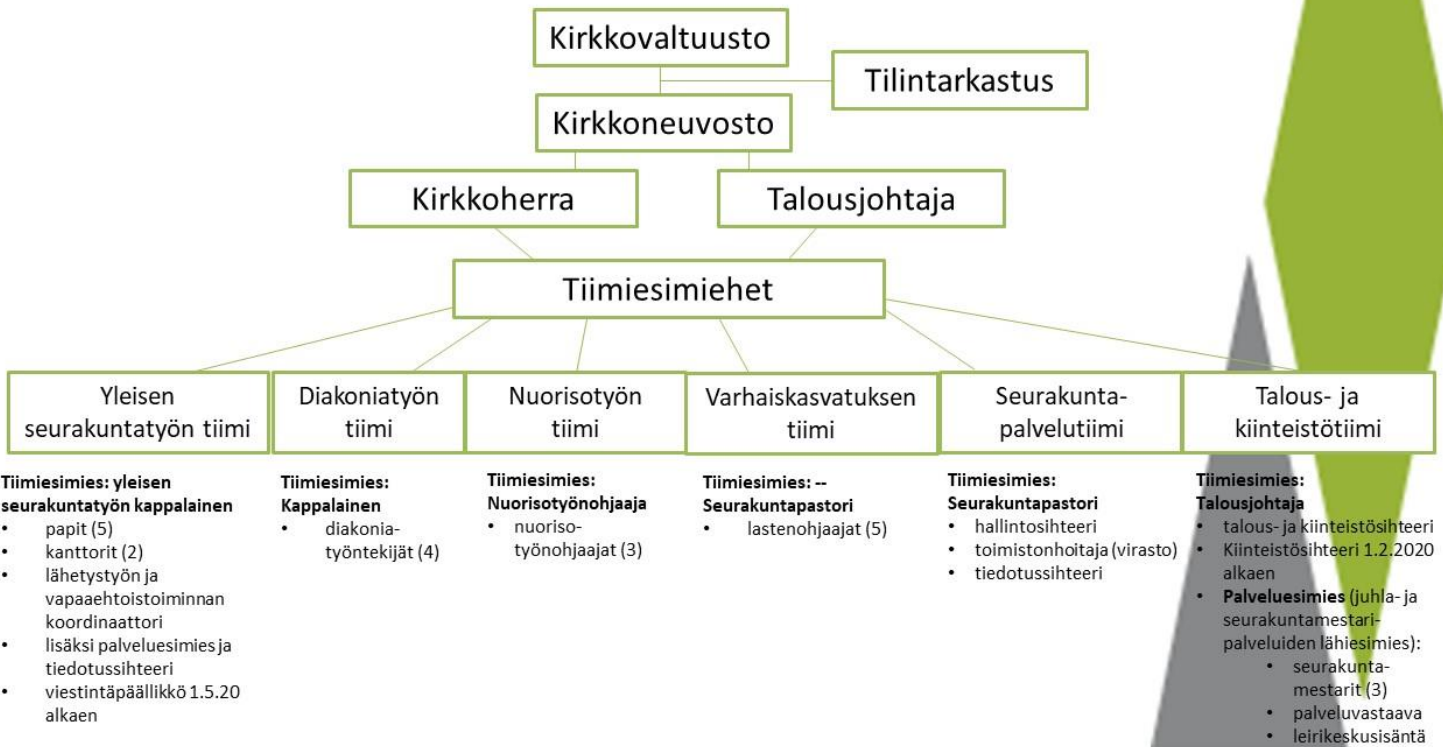 Kirkkovaltuusto
Tilintarkastus
Kirkkoneuvosto
Kirkkoherra
Talousjohtaja
Tiimiesimiehet
Yleisen
seurakuntatyön tiimi
Diakoniatyön
tiimi
Nuorisotyön
tiimi
Varhaiskasvatuksen
tiimi
Seurakunta-
palvelutiimi
Talous- ja
kiinteistötiimi
Tiimiesimies: yleisen
seurakuntatyön kappalainen
• papit (5)
• kanttorit (2)
• lähetystyön ja
vapaaehtoistoiminnan
koordinaattori
• lisäksi palveluesimies ja
tiedotussihteeri
• viestintäpäällikkö 1.5.20
alkaen
Tiimiesimies:
Kappalainen
• diakonia-
työntekijät (4)
Tiimiesimies:
Nuorisotyönohjaaja
• nuoriso-
työnohjaajat (3)
Tiimiesimies: --
Seurakuntapastori
• lastenohjaajat (5)
Tiimiesimies:
Seurakuntapastori
• hallintosihteeri
• toimistonhoitaja (virasto)
• tiedotussihteeri
Tiimiesimies:
Talousjohtaja
• talous- ja kiinteistösihteeri
• Kiinteistösihteeri 1.2.2020
alkaen
• Palveluesimies (juhla- ja
seurakuntamestari-
palveluiden lähiesimies):
• seurakunta-
mestarit (3)
• palveluvastaava
• leirikeskusisäntä